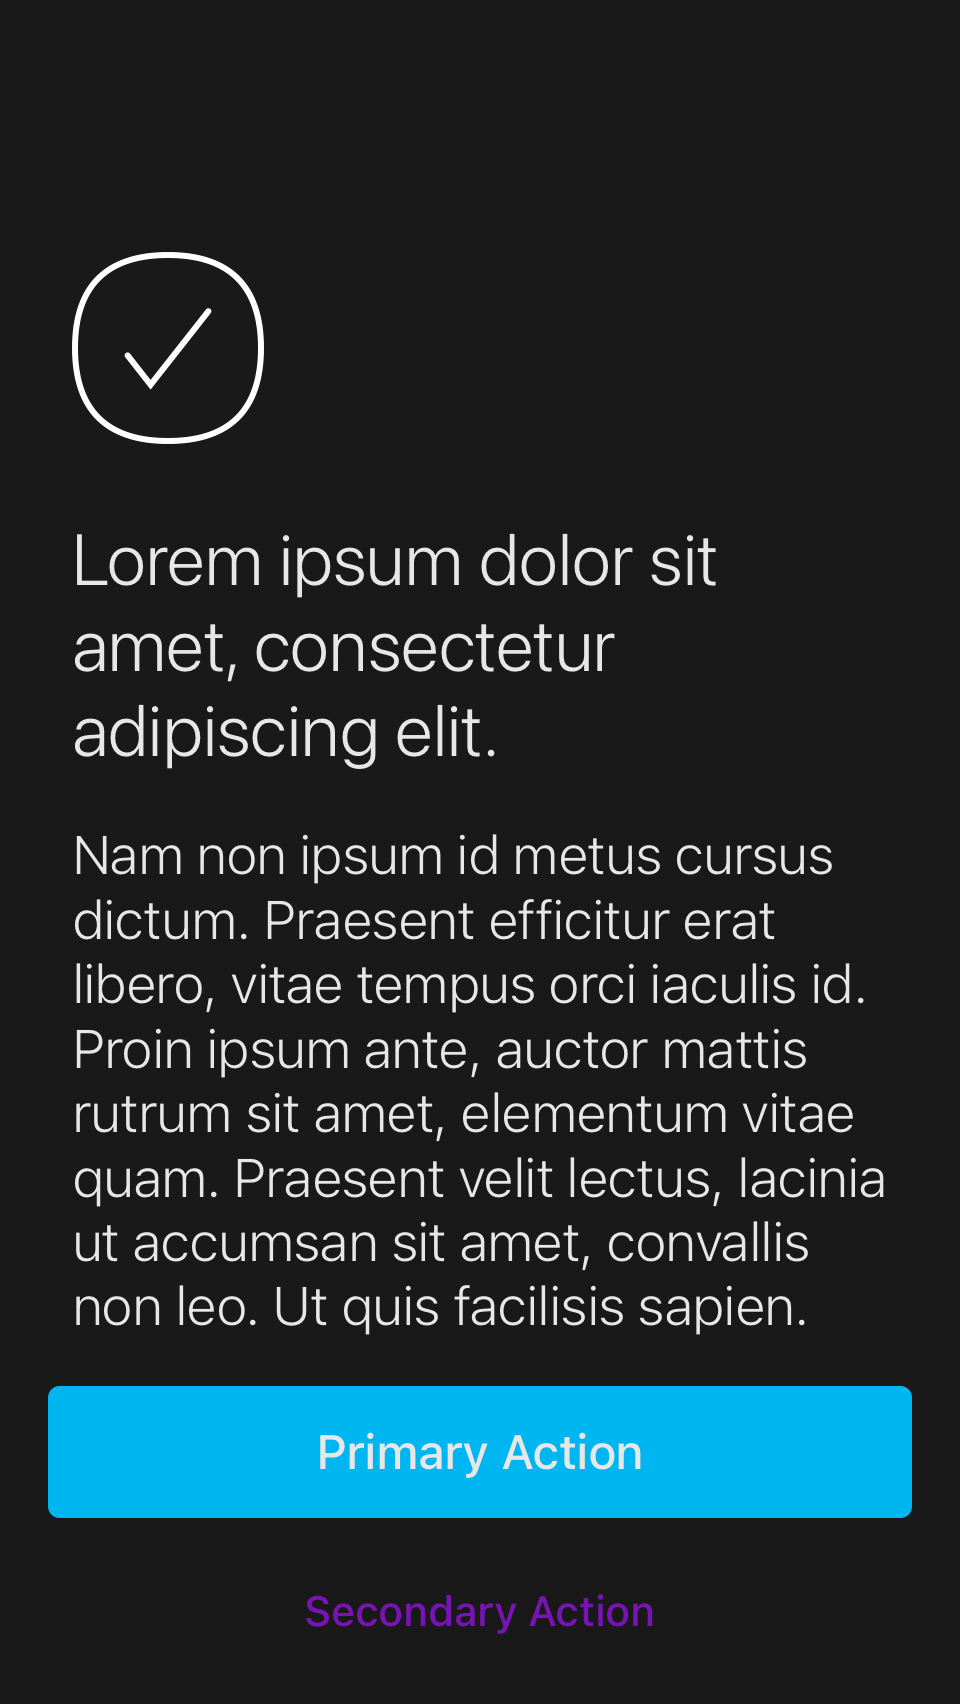 Lorem ipsum dolor sit
amet, consectetur
adipiscing elit.
Nam non ipsum id metus cursus
dictum. Praesent efficitur erat
libero, vitae tempus orci iaculis id.
Proin ipsum ante, auctor mattis
rutrum sit amet, elementum vitae
quam. Praesent velit lectus, lacinia
ut accumsan sit amet, convallis
non leo. Ut quis facilisis sapien.
Primary Action
Secondary Action